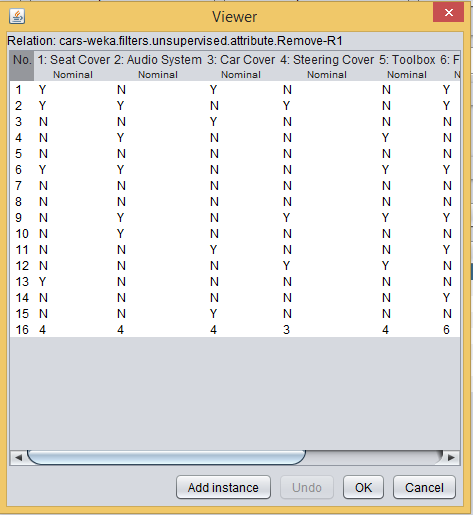 Viewer
Relation: cars-weka.filters.unsupervised.attribute.Remove-R1
No. 1: Seat Cover 2: Audio System 3: Car Cover 4: Steering Cover 5: Toolbox 6: F
Nominal Nominal Nominal Nominal Nominal N
1 Y N Y N N Y
2 Y Y N Y N Y
3 N N Y N N N
4 N Y N N Y N
5 N N N N N N
6 Y Y N N Y Y
7 N N N N N N
8 N N N N N N
9 N Y N Y Y Y
10 N Y N N N N
11 N N Y N N Y
12 N N N Y Y N
13 Y N N N N N
14 N N N N N Y
15 N N Y N N N
16 4 4 4 3 4 6
Add instance Undo OK Cancel